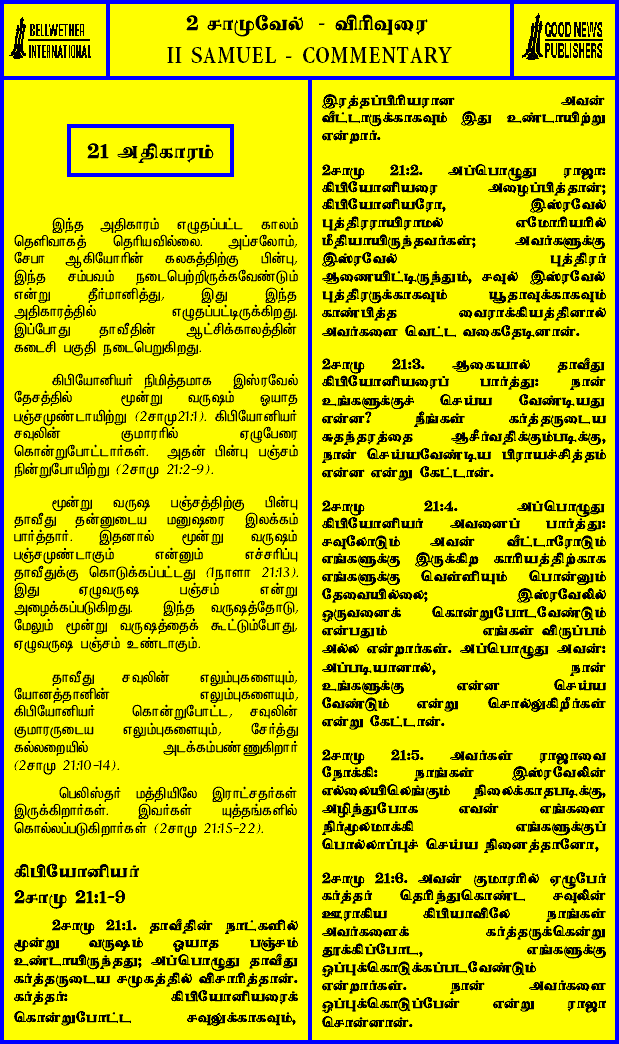 BELLWETHER
INTERNATIONAL
2 சாமுவேல் - விரிவுரை
II SAMUEL - COMMENTARY
GOOD NEWS
PUBLISHERS
21 அதிகாரம்
இந்த அதிகாரம் எழுதப்பட்ட காலம்
தெளிவாகத் தெரியவில்லை. அப்சலோம்,
சேபா ஆகியோரின் கலகத்திற்கு பின்பு,
இந்த சம்பவம் நடைபெற்றிருக்கவேண்டும்
என்று தீர்மானித்து, இது இந்த
அதிகாரத்தில் எழுதப்பட்டிருக்கிறது.
இப்போது தாவீதின் ஆட்சிக்காலத்தின்
கடைசி பகுதி நடைபெறுகிறது.
கிபியோனியர் நிமித்தமாக இஸ்ரவேல்
தேசத்தில் மூன்று வருஷம் ஓயாத
பஞ்சமுண்டாயிற்று (2சாமு21:1). கிபியோனியர்
சவுலின் குமாரரில் ஏழுபேரை
கொன்றுபோட்டார்கள். அதன் பின்பு பஞ்சம்
நின்றுபோயிற்று (2சாமு 21:2-9).
மூன்று வருஷ பஞ்சத்திற்கு பின்பு
தாவீது தன்னுடைய மனுஷரை இலக்கம்
பார்த்தார். இதனால் மூன்று வருஷம்
பஞ்சமுண்டாகும் என்னும் எச்சரிப்பு
தாவீதுக்கு கொடுக்கப்பட்டது (1நாளா 21:13).
இது ஏழுவருஷ பஞ்சம் என்று
அழைக்கப்படுகிறது. இந்த வருஷத்தோடு,
மேலும் மூன்று வருஷத்தைக் கூட்டும்போது,
ஏழுவருஷ பஞ்சம் உண்டாகும்.
தாவீது சவுலின் எலும்புகளையும்,
யோனத்தானின் எலும்புகளையும்,
கிபியோனியர் கொன்றுபோட்ட, சவுலின்
குமாரருடைய எலும்புகளையும், சேர்த்து
கல்லறையில் அடக்கம்பண்ணுகிறார்
(2சாமு 21:10-14).
பெலிஸ்தர் மத்தியிலே இராட்சதர்கள்
இருக்கிறார்கள். இவர்கள் யுத்தங்களில்
கொல்லப்படுகிறார்கள் (2சாமு 21:15-22).
கிபியோனியர்
2சாமு 21:1-9
2சாமு 21:1. தாவீதின் நாட்களில்
மூன்று வருஷம் ஓயாத பஞ்சம்
உண்டாயிருந்தது; அப்பொழுது தாவீது
கர்த்தருடைய சமுகத்தில் விசாரித்தான்.
கர்த்தர்: கிபியோனியரைக்
கொன்றுபோட்ட சவுலுக்காகவும்,
இரத்தப்பிரியரான அவன்
வீட்டாருக்காகவும் இது உண்டாயிற்று
என்றார்.
2சாமு 21:2. அப்பொழுது ராஜா:
கிபியோனியரை அழைப்பித்தான்;
கிபியோனியரோ, இஸ்ரவேல்
புத்திரராயிராமல் எமோரியரில்
மீதியாயிருந்தவர்கள்; அவர்களுக்கு
இஸ்ரவேல் புத்திரர்
ஆணையிட்டிருந்தும், சவுல் இஸ்ரவேல்
புத்திரருக்காகவும் யூதாவுக்காகவும்
காண்பித்த வைராக்கியத்தினால்
அவர்களை வெட்ட வகைதேடினான்.
2சாமு 21:3. ஆகையால் தாவீது
கிபியோனியரைப் பார்த்து: நான்
உங்களுக்குச் செய்ய வேண்டியது
என்ன? நீங்கள் கர்த்தருடைய
சுதந்தரத்தை ஆசீர்வதிக்கும்படிக்கு,
நான் செய்யவேண்டிய பிராயச்சித்தம்
என்ன என்று கேட்டான்.
2சாமு 21:4. அப்பொழுது
கிபியோனியர் அவனைப் பார்த்து:
சவுலோடும் அவன் வீட்டாரோடும்
எங்களுக்கு இருக்கிற காரியத்திற்காக
எங்களுக்கு வெள்ளியும் பொன்னும்
தேவையில்லை; இஸ்ரவேலில்
ஒருவனைக் கொன்றுபோடவேண்டும்
என்பதும் எங்கள் விருப்பம்
அல்ல என்றார்கள். அப்பொழுது அவன்:
அப்படியானால், நான்
உங்களுக்கு என்ன செய்ய
வேண்டும் என்று சொல்லுகிறீர்கள்
என்று கேட்டான்.
2சாமு 21:5. அவர்கள் ராஜாவை
நோக்கி: நாங்கள் இஸ்ரவேலின்
எல்லையிலெங்கும் நிலைக்காதபடிக்கு,
அழிந்துபோக எவன் எங்களை
நிர்மூலமாக்கி எங்களுக்குப்
பொல்லாப்புச் செய்ய நினைத்தானோ,
2சாமு 21:6. அவன் குமாரரில் ஏழுபேர்
கர்த்தர் தெரிந்துகொண்ட சவுலின்
ஊராகிய கிபியாவிலே நாங்கள்
அவர்களைக் கர்த்தருக்கென்று
தூக்கிப்போட, எங்களுக்கு
ஒப்புக்கொடுக்கப்படவேண்டும்
என்றார்கள். நான் அவர்களை
ஒப்புக்கொடுப்பேன் என்று ராஜா
சொன்னான்.